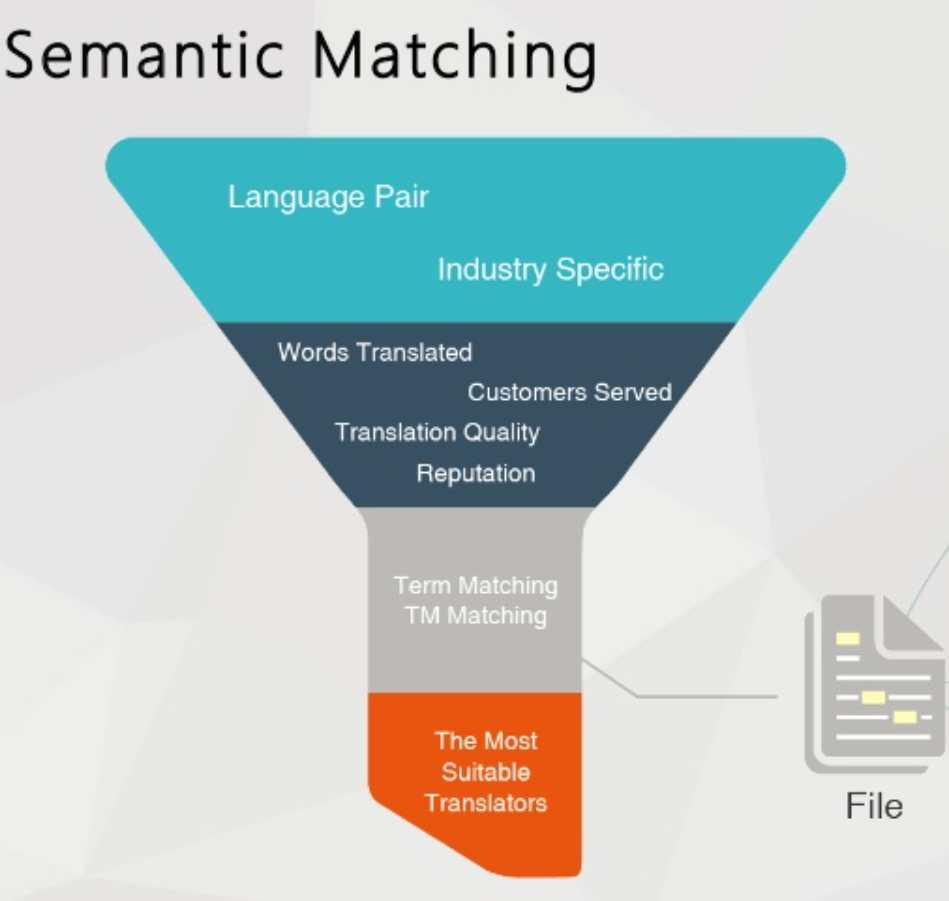 Semantic Matching
Language Pair
Industry Specific
Words Translated
Customers Served
Translation Quality
Reputation
Term Matching
TM Matching
The Most
Suitable
Translators
File